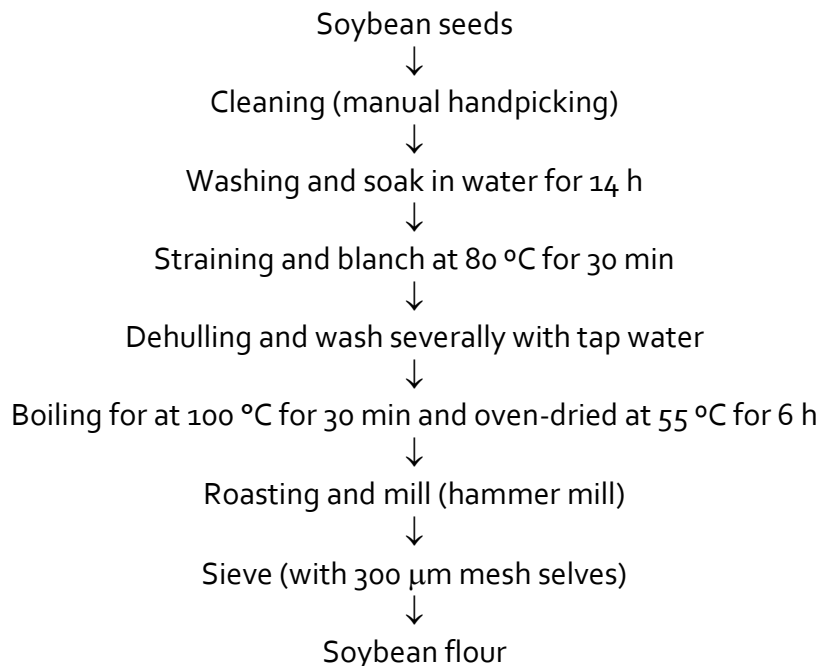 Soybean seeds
↓
Cleaning (manual handpicking)
↓
Washing and soak in water for 14 h
↓
Straining and blanch at 80 ºC for 30 min
↓
Dehulling and wash severally with tap water
↓
Boiling for at 100 °C for 30 min and oven-dried at 55 ºC for 6 h
↓
Roasting and mill (hammer mill)
↓
Sieve (with 300 μm mesh selves)
↓
Soybean flour